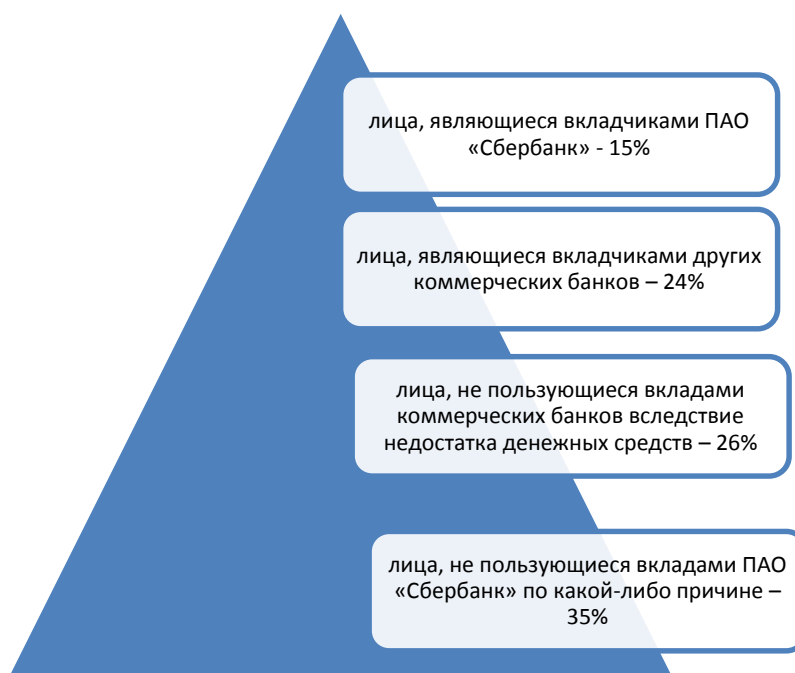 лица, являющиеся вкладчиками ПАО
«Сбербанк» - 15%
лица, являющиеся вкладчиками других
коммерческих банков – 24%
лица, не пользующиеся вкладами
коммерческих банков вследствие
недостатка денежных средств – 26%
лица, не пользующиеся вкладами ПАО
«Сбербанк» по какой-либо причине –
35%